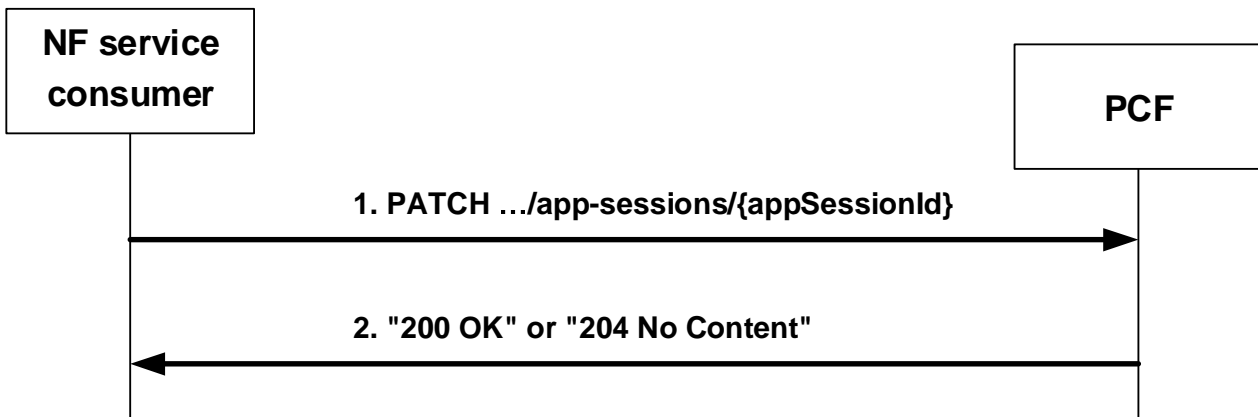 NF service
consumer
PCF
1. PATCH …/app-sessions/{appSessionId}
2. "200 OK" or "204 No Content"